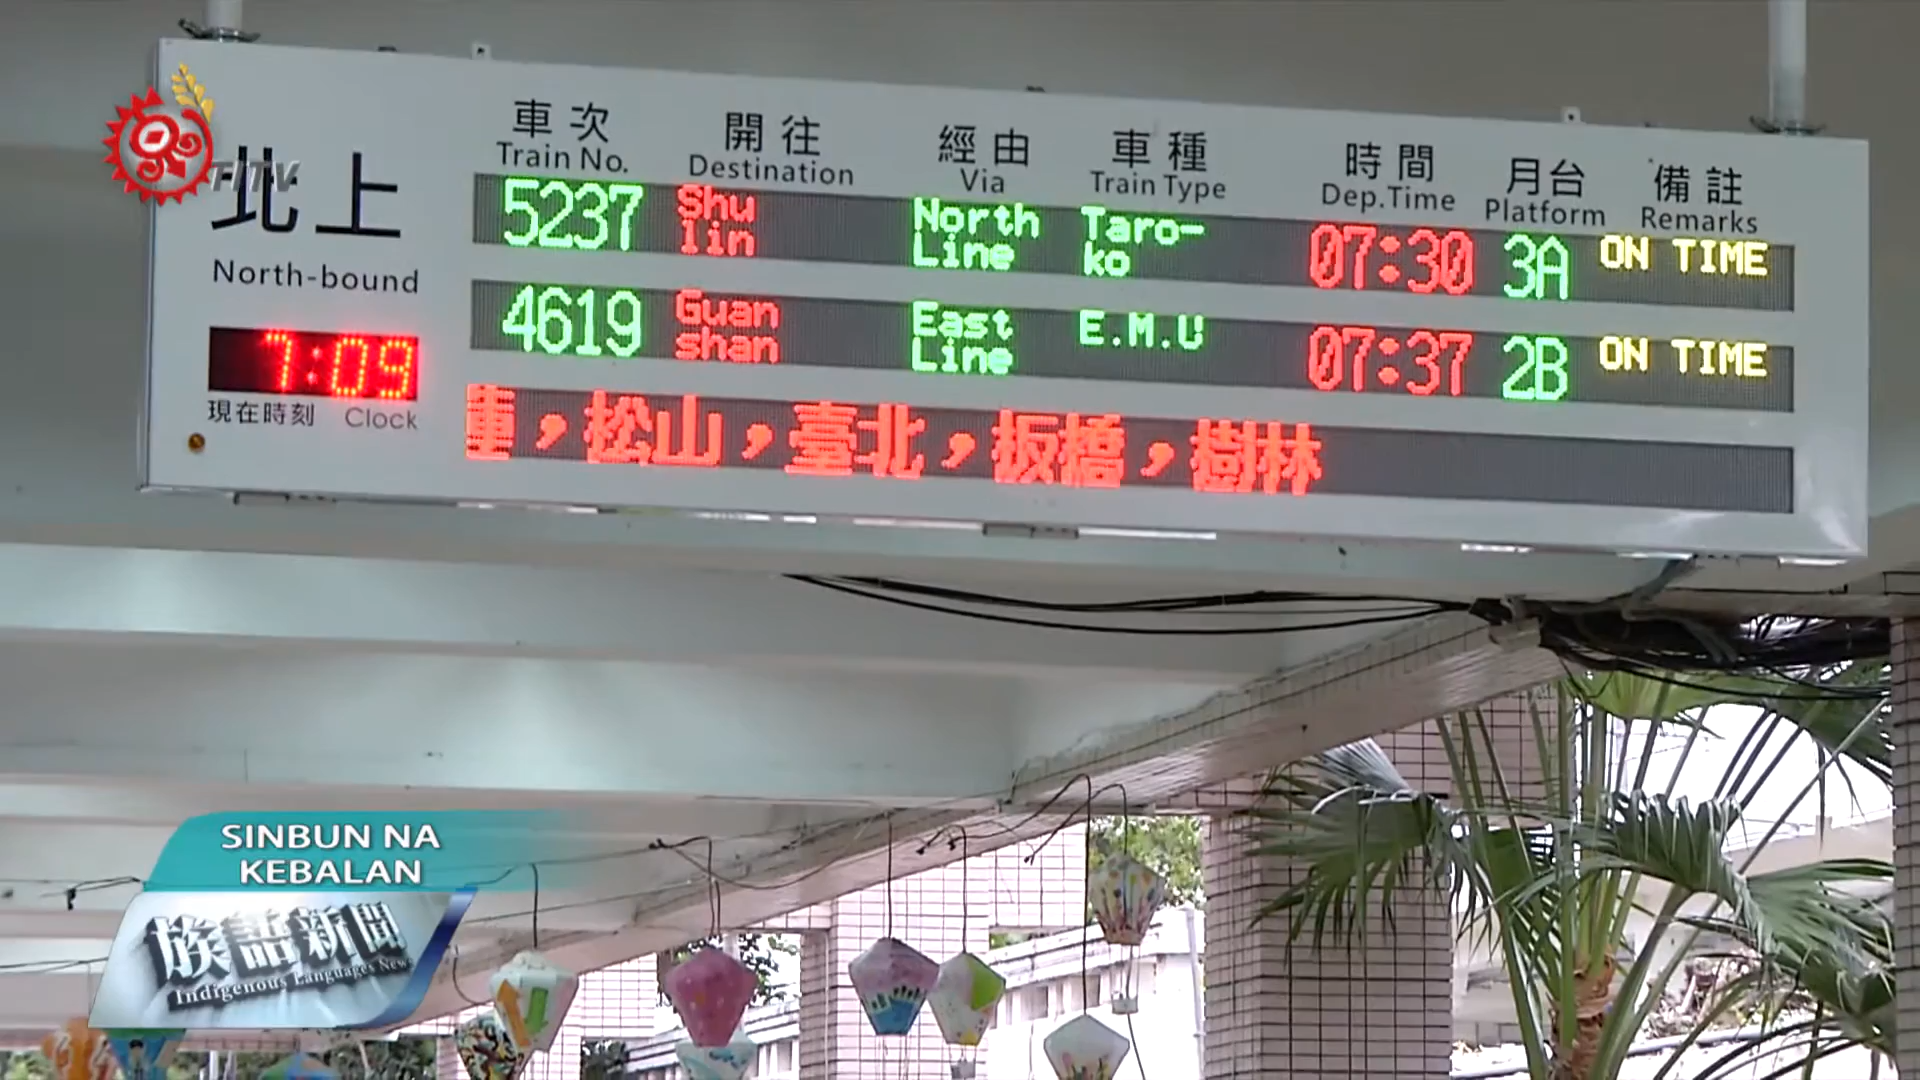 TITV
北上
North-bound
7:09
現在時刻 Clock
車次 開往 經由 車種 時間 月台 備註
Train No. Destination Via Train Type Dep.Time Platform Remarks
5237 Shu lin North Line Taro-ko 07:30 3A ON TIME
4619 Guan shan East Line E.M.U 07:37 2B ON TIME
，松山，臺北，板橋，樹林
SINBUN NA
KEBALAN
族語新聞
Indigenous Languages News